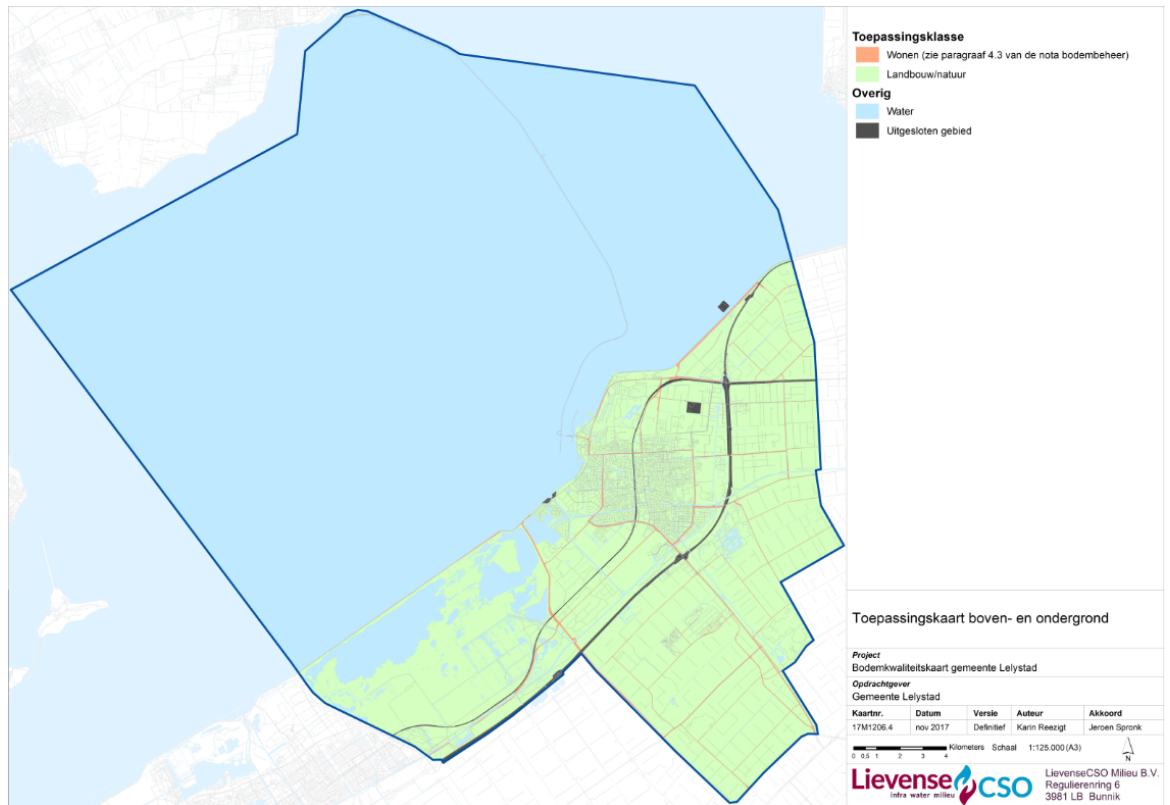 Toepassingsklasse
Wonen (zie paragraaf 4.3 van de nota bodembeheer)
Landbouw/natuur
Overig
Water
Uitgesloten gebied
Toepassingskaart boven- en ondergrond
Project
Bodemkwaliteitskaart gemeente Lelystad
Opdrachtgever
Gemeente Lelystad
Kaartnr. Datum Versie Auteur Akkoord
17M1206.4 nov 2017 Definitief Karin Reezigt Jeroen Spronk
Kilometers Schaal 1:125.000 (A3)
0 0,5 1 2 3 4
N
Lievense CSO
infra water milieu
LievenseCSO Milieu B.V.
Regulierenring 6
3981 LB Bunnik